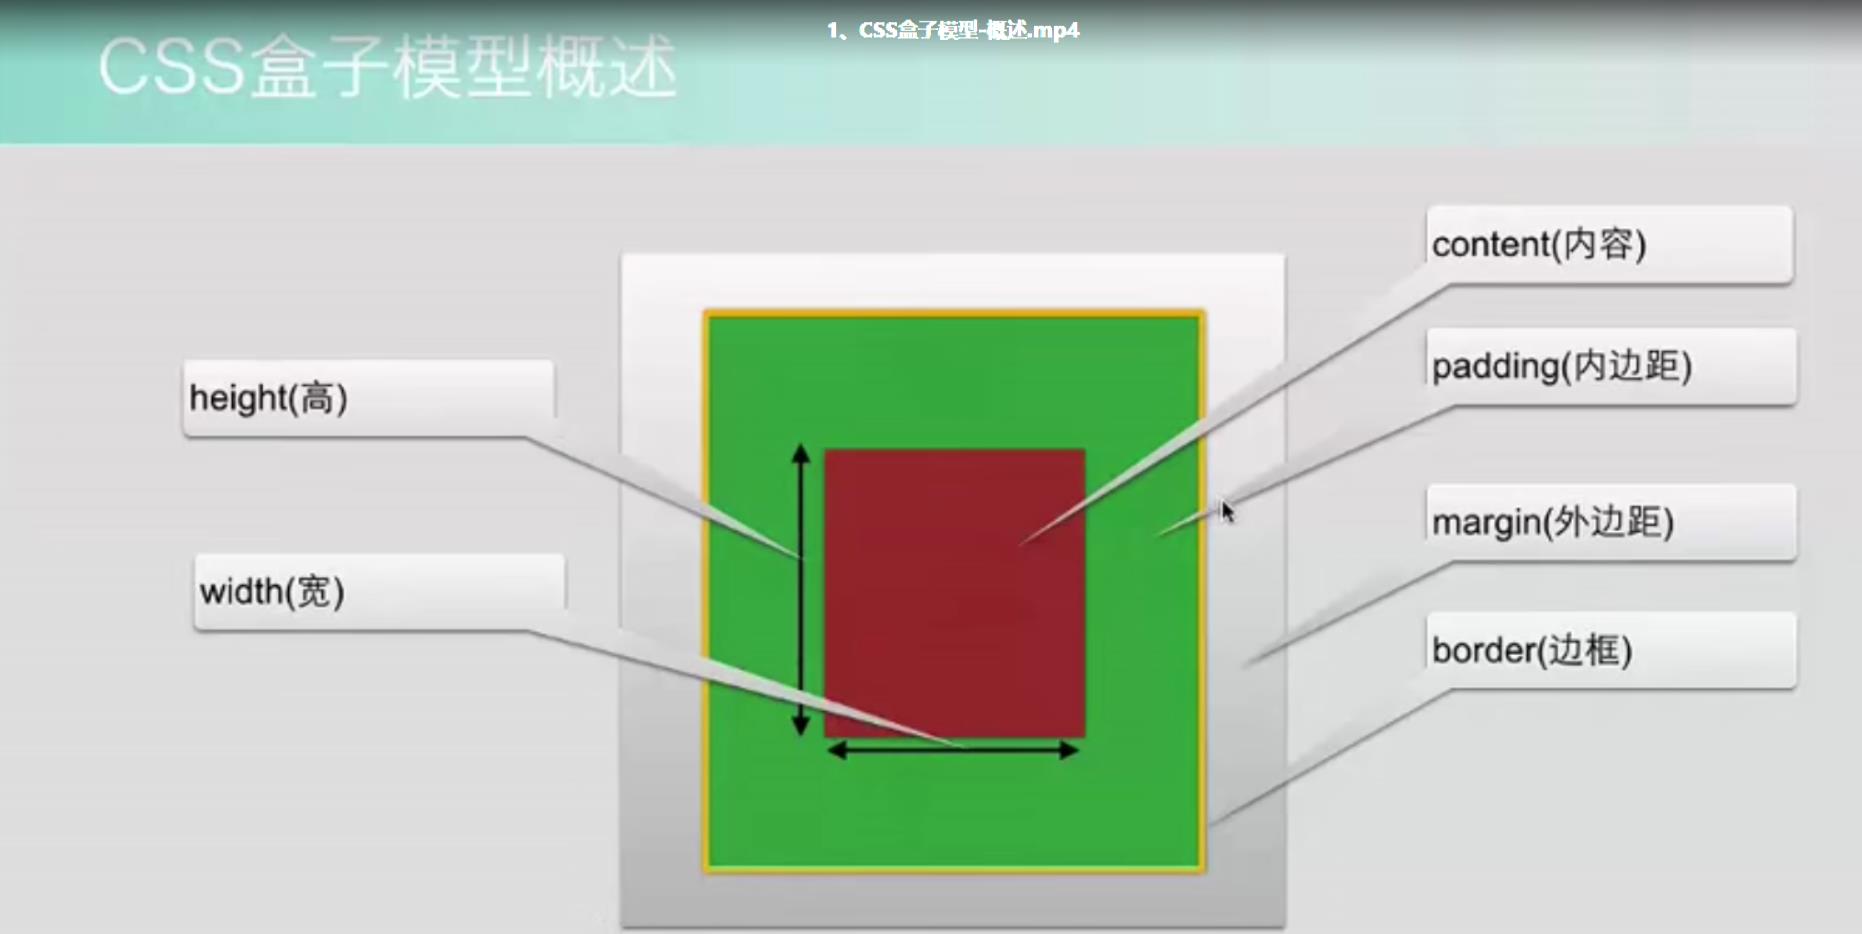 1、CSS盒子模型-概述.mp4
CSS盒子模型概述
content(内容)
padding(内边距)
height(高)
margin(外边距)
width(宽)
border(边框)